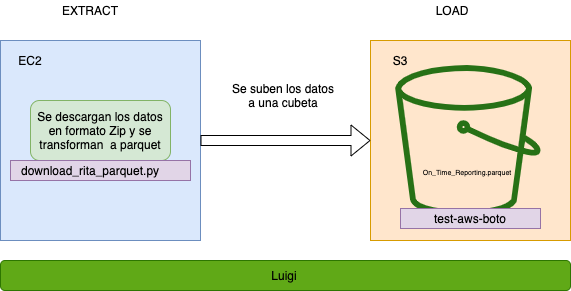 EXTRACT
LOAD
EC2
Se descargan los datos
en formato Zip y se
transforman a parquet
download_rita_parquet.py
Se suben los datos
a una cubeta
S3
On_Time_Reporting.parquet
test-aws-boto
Luigi